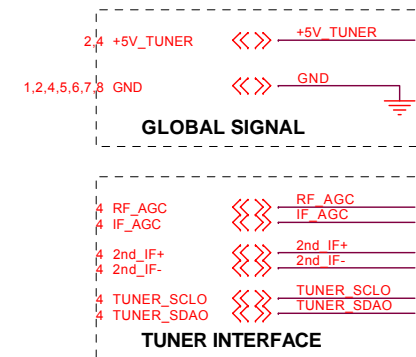 2,4 +5V_TUNER +5V_TUNER
1,2,4,5,6,7,8 GND GND
GLOBAL SIGNAL
4 RF_AGC RF_AGC
4 IF_AGC IF_AGC
4 2nd_IF+ 2nd_IF+
4 2nd_IF- 2nd_IF-
4 TUNER_SCLO TUNER_SCLO
4 TUNER_SDAO TUNER_SDAO
TUNER INTERFACE